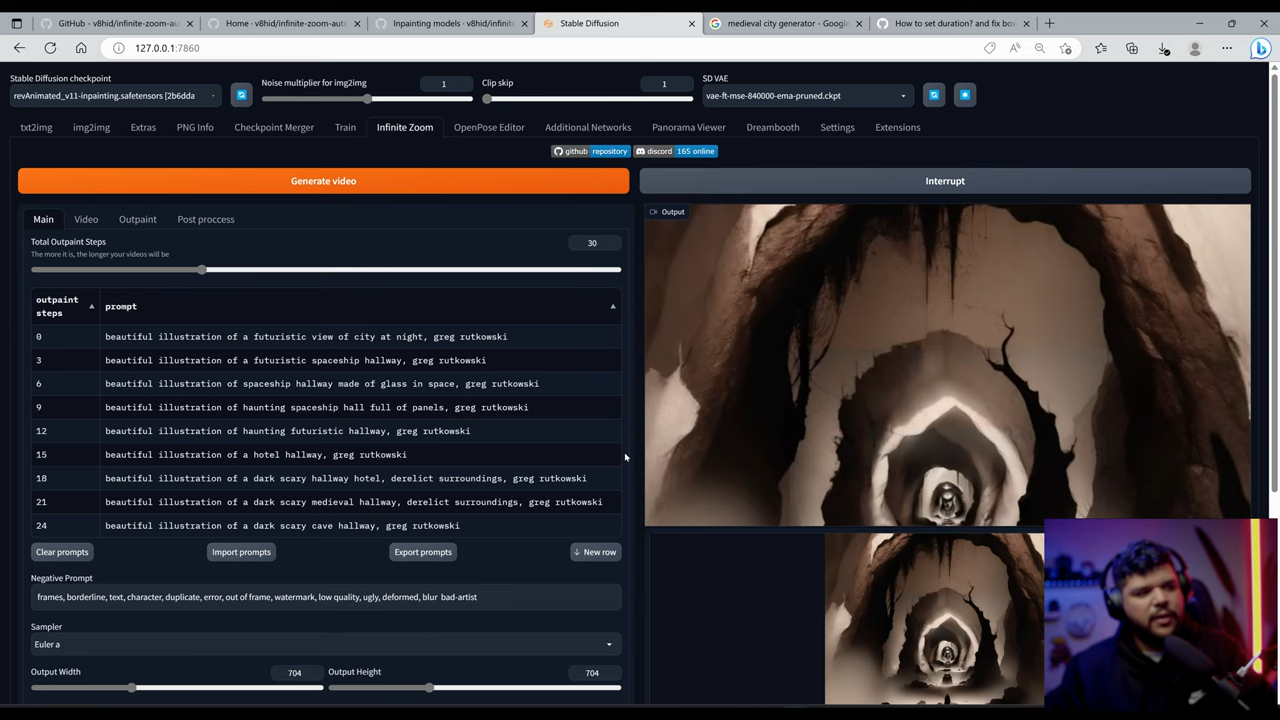 GitHub - v8hid/infinite-zoom-au
Home · v8hid/infinite-zoom-aut
Inpainting models · v8hid/infinite
Stable Diffusion
medieval city generator - Google
How to set duration? and fix bo
127.0.0.1:7860
Stable Diffusion checkpoint
revAnimated_v11-inpainting.safetensors [2b6dda
Noise multiplier for img2img
1
Clip skip
1
SD VAE
vae-ft-mse-840000-ema-pruned.ckpt
txt2img
img2img
Extras
PNG Info
Checkpoint Merger
Train
Infinite Zoom
OpenPose Editor
Additional Networks
Panorama Viewer
Dreambooth
Settings
Extensions
github repository
discord 165 online
Generate video
Interrupt
Main
Video
Outpaint
Post proccess
Output
Total Outpaint Steps
30
The more it is, the longer your videos will be
outpaint steps
prompt
0 beautiful illustration of a futuristic view of city at night, greg rutkowski
3 beautiful illustration of a futuristic spaceship hallway, greg rutkowski
6 beautiful illustration of spaceship hallway made of glass in space, greg rutkowski
9 beautiful illustration of haunting spaceship hall full of panels, greg rutkowski
12 beautiful illustration of haunting futuristic hallway, greg rutkowski
15 beautiful illustration of a hotel hallway, greg rutkowski
18 beautiful illustration of a dark scary hallway hotel, derelict surroundings, greg rutkowski
21 beautiful illustration of a dark scary medieval hallway, derelict surroundings, greg rutkowski
24 beautiful illustration of a dark scary cave hallway, greg rutkowski
Clear prompts
Import prompts
Export prompts
↓ New row
Negative Prompt
frames, borderline, text, character, duplicate, error, out of frame, watermark, low quality, ugly, deformed, blur bad-artist
Sampler
Euler a
Output Width
704
Output Height
704